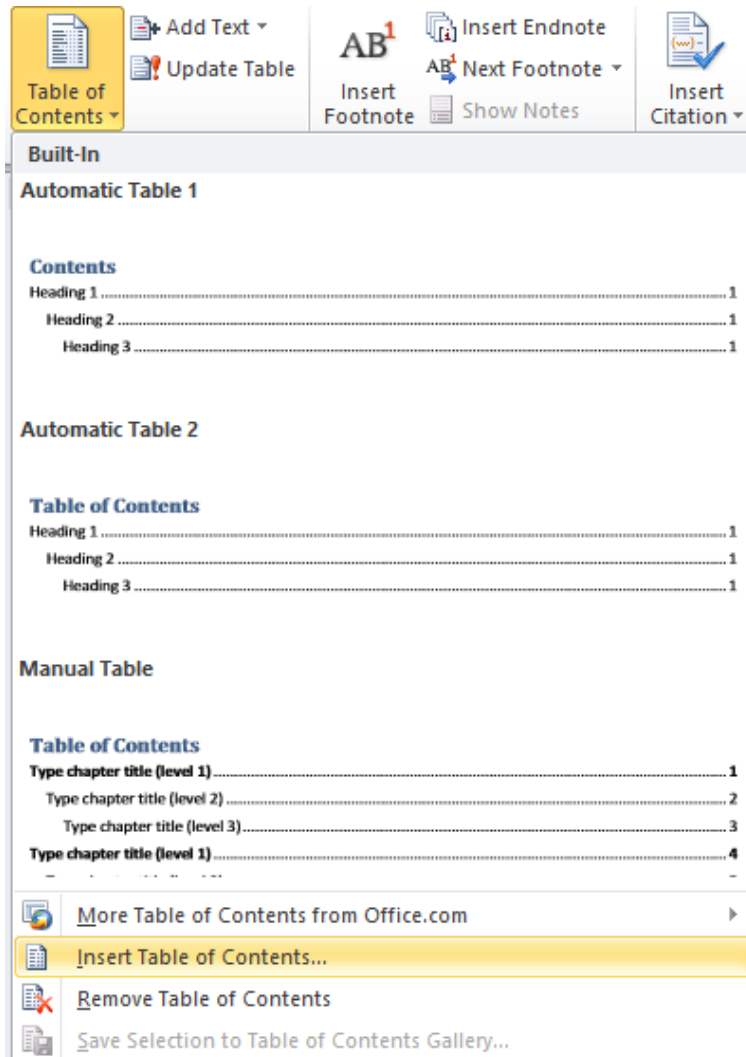 Table of
Contents
Add Text
Update Table
AB1
Insert
Footnote
Insert Endnote
AB1 Next Footnote
Show Notes
Insert
Citation
Built-In
Automatic Table 1
Contents
Heading 1 1
Heading 2 1
Heading 3 1
Automatic Table 2
Table of Contents
Heading 1 1
Heading 2 1
Heading 3 1
Manual Table
Table of Contents
Type chapter title (level 1) 1
Type chapter title (level 2) 2
Type chapter title (level 3) 3
Type chapter title (level 1) 4
More Table of Contents from Office.com
Insert Table of Contents...
Remove Table of Contents
Save Selection to Table of Contents Gallery...